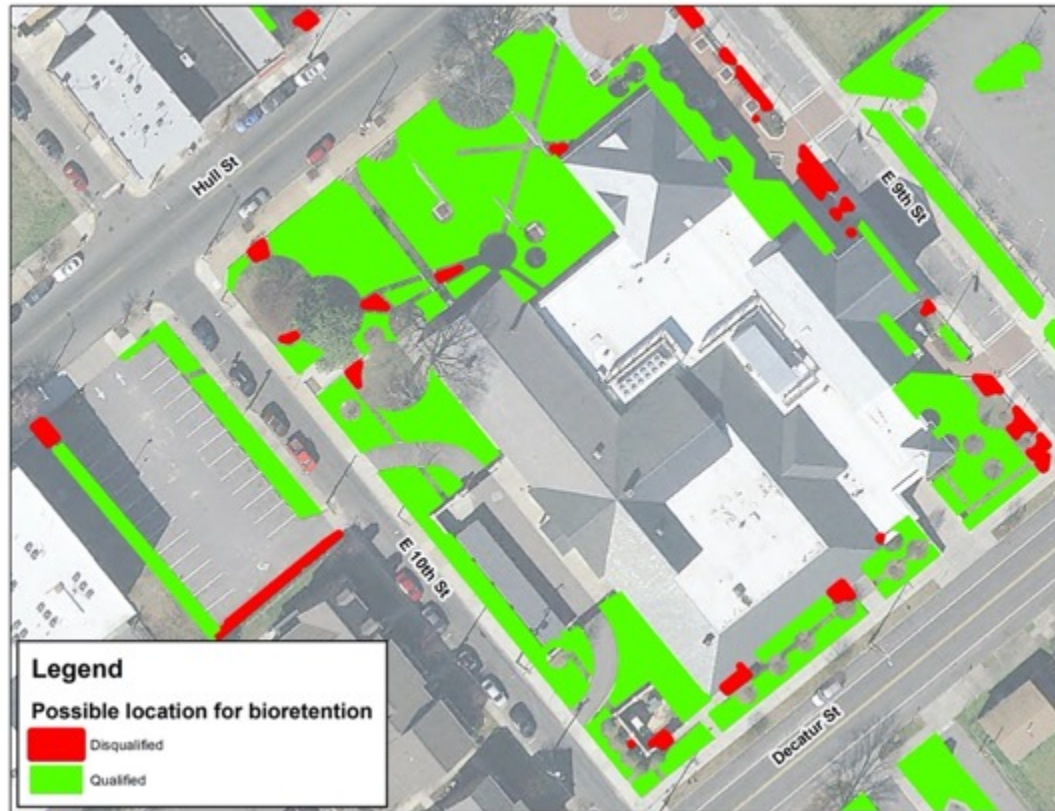 Hull St
E 9th St
E 10th St
Decatur St
Legend
Possible location for bioretention
Disqualified
Qualified